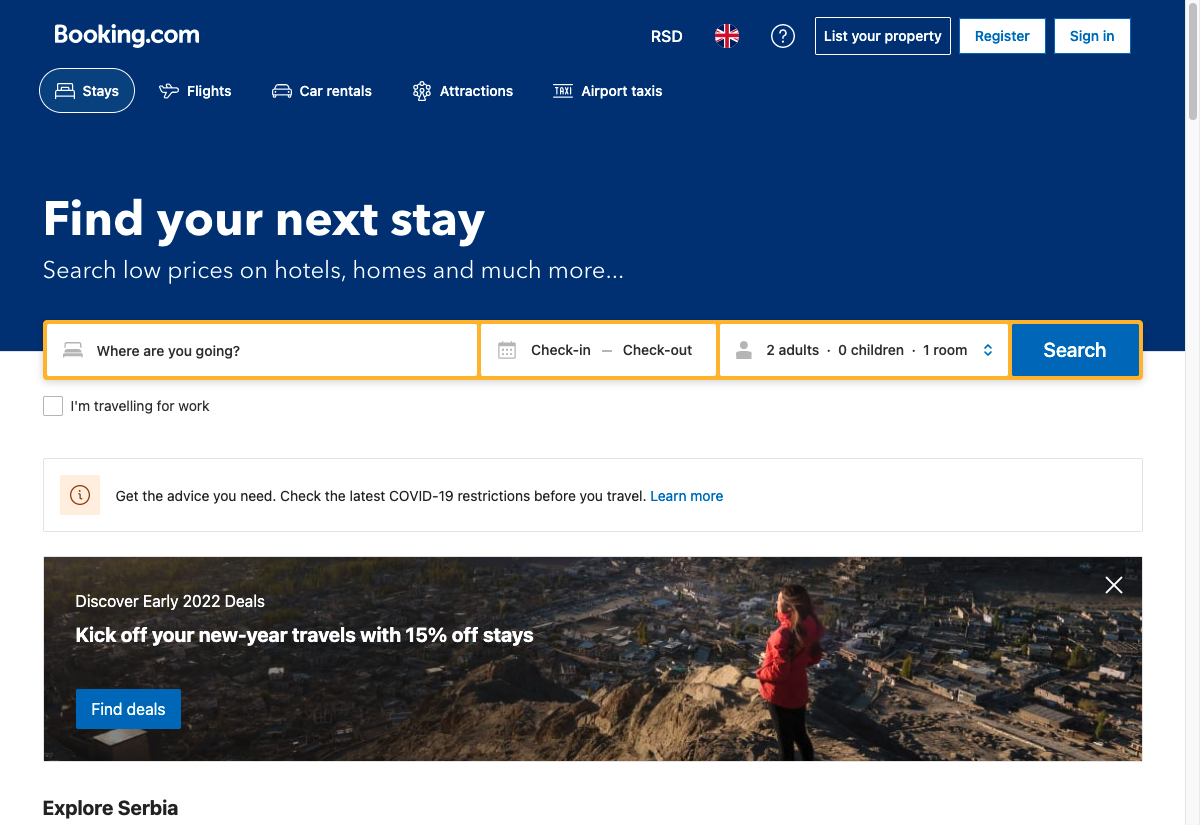 Booking.com
RSD
List your property
Register
Sign in
Stays
Flights
Car rentals
Attractions
TAXI
Airport taxis
Find your next stay
Search low prices on hotels, homes and much more...
Where are you going?
Check-in — Check-out
2 adults · 0 children · 1 room
Search
I'm travelling for work
Get the advice you need. Check the latest COVID-19 restrictions before you travel. Learn more
Discover Early 2022 Deals
Kick off your new-year travels with 15% off stays
Find deals
Explore Serbia